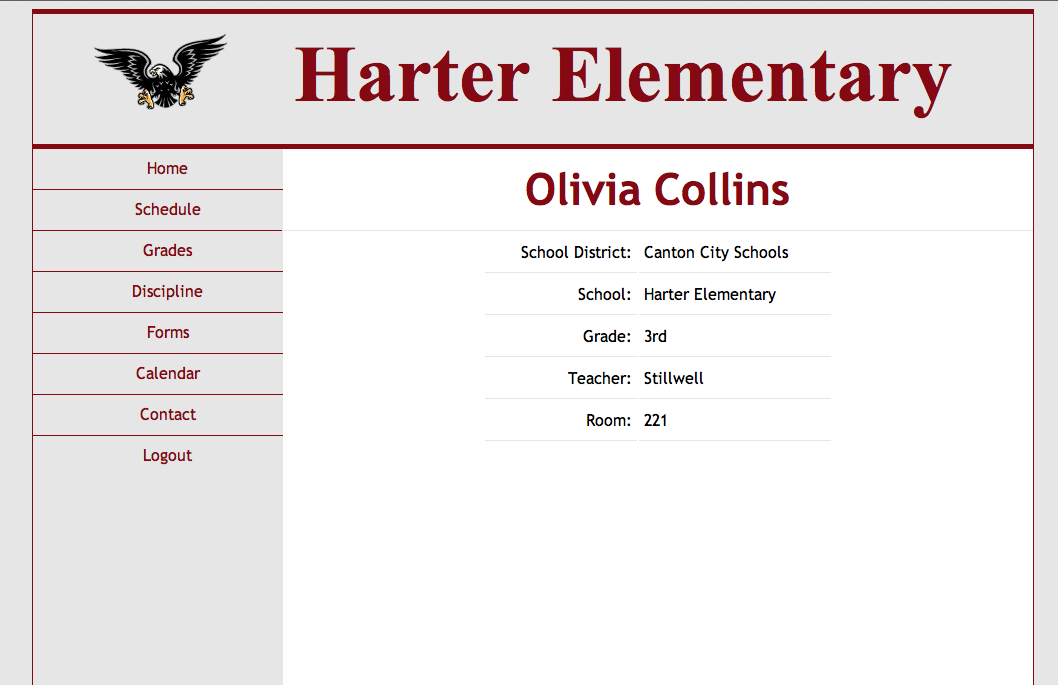 Harter Elementary
Home
Schedule
Grades
Discipline
Forms
Calendar
Contact
Logout
Olivia Collins
School District: Canton City Schools
School: Harter Elementary
Grade: 3rd
Teacher: Stillwell
Room: 221